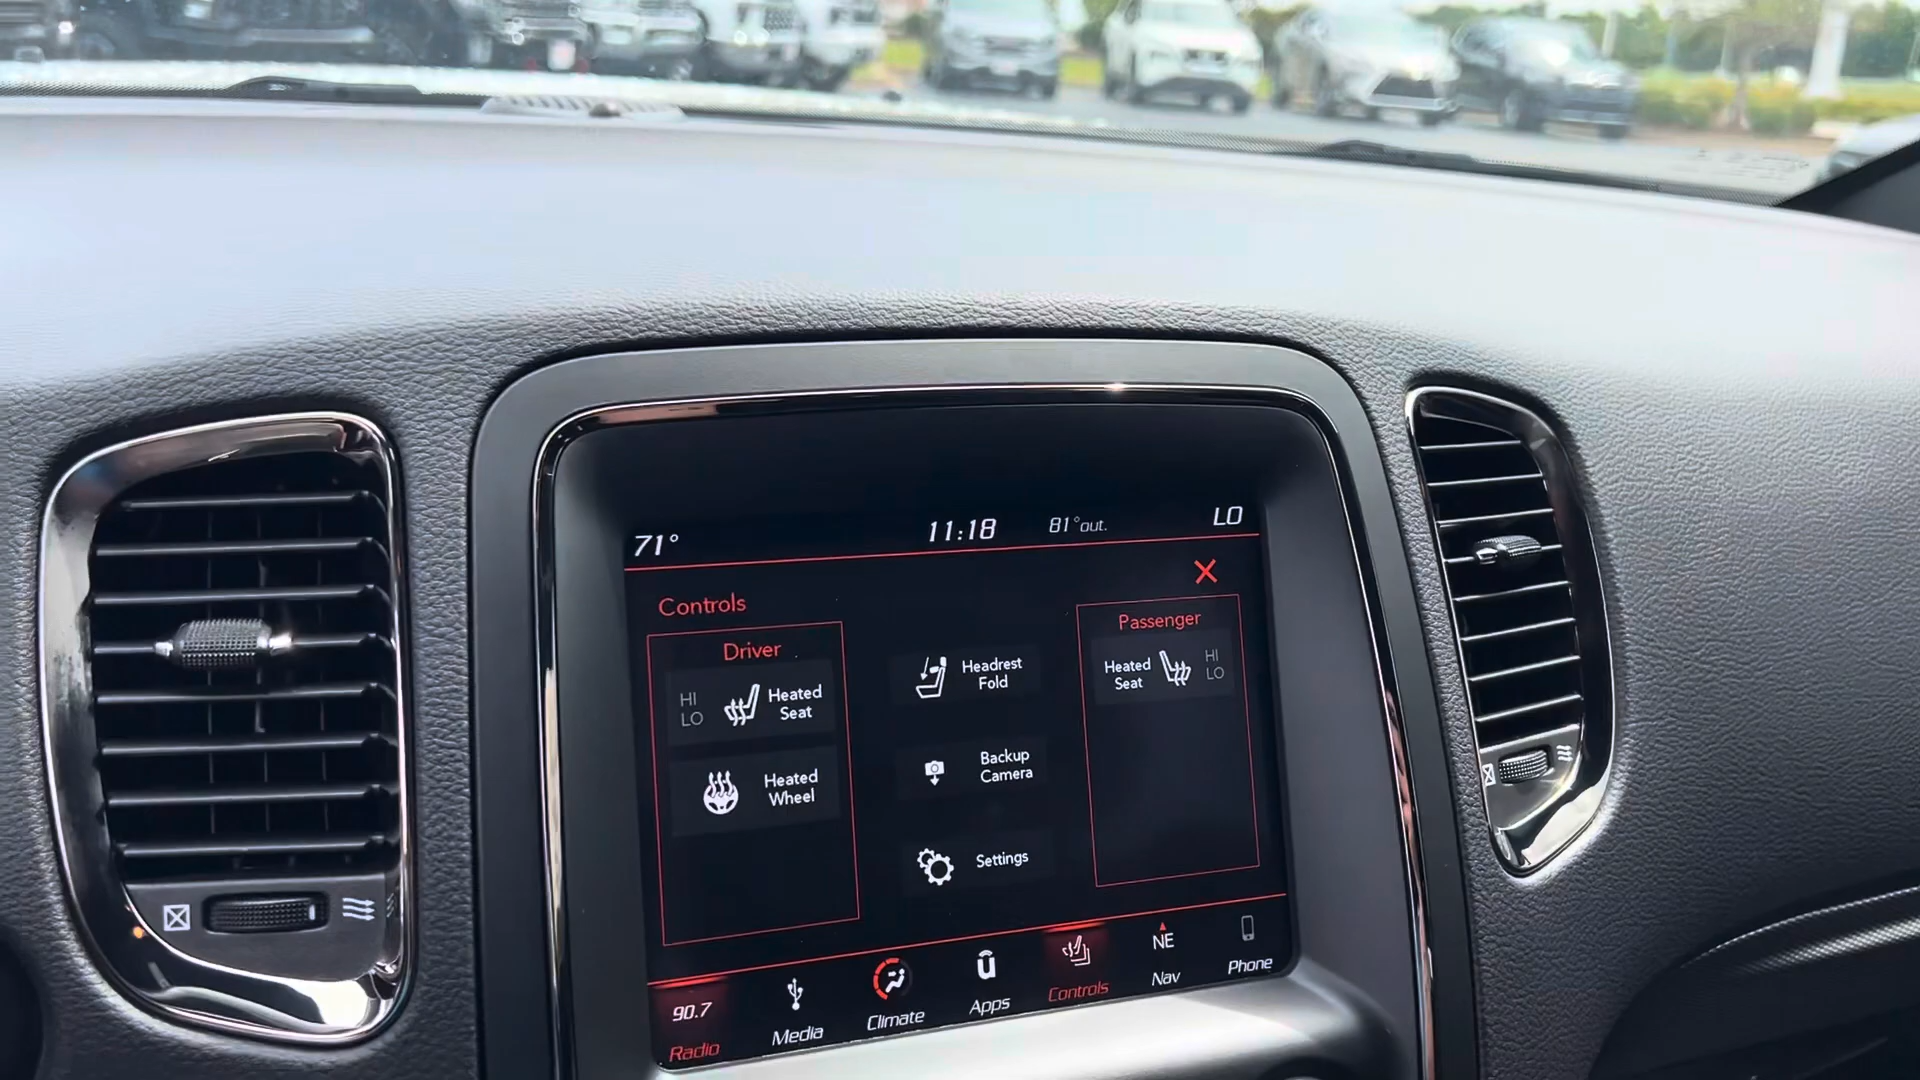 71°
11:18
81°out.
LO
Controls
Driver
HI
LO
Heated
Seat
Heated
Wheel
Headrest
Fold
Backup
Camera
Settings
Passenger
Heated
Seat
HI
LO
90.7
Radio
Media
Climate
Apps
Controls
NE
Nav
Phone